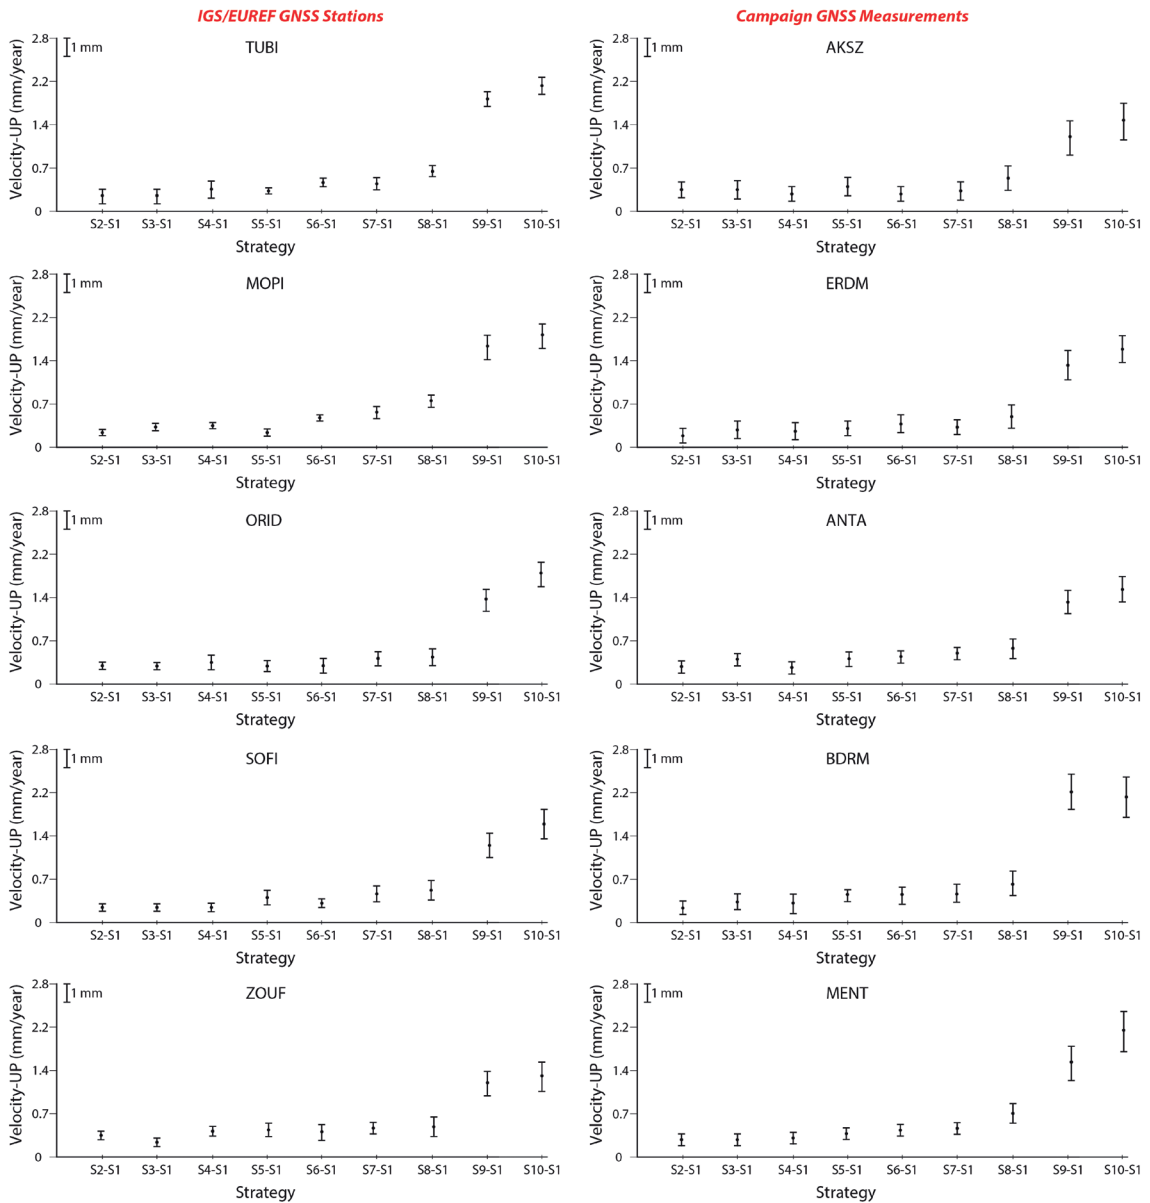 IGS/EUREF GNSS Stations
Campaign GNSS Measurements
TUBI
1 mm
Velocity-UP (mm/year)
2.8
2.2
1.4
0.7
0
S2-S1 S3-S1 S4-S1 S5-S1 S6-S1 S7-S1 S8-S1 S9-S1 S10-S1
Strategy
AKSZ
1 mm
Velocity-UP (mm/year)
2.8
2.2
1.4
0.7
0
S2-S1 S3-S1 S4-S1 S5-S1 S6-S1 S7-S1 S8-S1 S9-S1 S10-S1
Strategy
MOPI
1 mm
Velocity-UP (mm/year)
2.8
2.2
1.4
0.7
0
S2-S1 S3-S1 S4-S1 S5-S1 S6-S1 S7-S1 S8-S1 S9-S1 S10-S1
Strategy
ERDM
1 mm
Velocity-UP (mm/year)
2.8
2.2
1.4
0.7
0
S2-S1 S3-S1 S4-S1 S5-S1 S6-S1 S7-S1 S8-S1 S9-S1 S10-S1
Strategy
ORID
1 mm
Velocity-UP (mm/year)
2.8
2.2
1.4
0.7
0
S2-S1 S3-S1 S4-S1 S5-S1 S6-S1 S7-S1 S8-S1 S9-S1 S10-S1
Strategy
ANTA
1 mm
Velocity-UP (mm/year)
2.8
2.2
1.4
0.7
0
S2-S1 S3-S1 S4-S1 S5-S1 S6-S1 S7-S1 S8-S1 S9-S1 S10-S1
Strategy
SOFI
1 mm
Velocity-UP (mm/year)
2.8
2.2
1.4
0.7
0
S2-S1 S3-S1 S4-S1 S5-S1 S6-S1 S7-S1 S8-S1 S9-S1 S10-S1
Strategy
BDRM
1 mm
Velocity-UP (mm/year)
2.8
2.2
1.4
0.7
0
S2-S1 S3-S1 S4-S1 S5-S1 S6-S1 S7-S1 S8-S1 S9-S1 S10-S1
Strategy
ZOUF
1 mm
Velocity-UP (mm/year)
2.8
2.2
1.4
0.7
0
S2-S1 S3-S1 S4-S1 S5-S1 S6-S1 S7-S1 S8-S1 S9-S1 S10-S1
Strategy
MENT
1 mm
Velocity-UP (mm/year)
2.8
2.2
1.4
0.7
0
S2-S1 S3-S1 S4-S1 S5-S1 S6-S1 S7-S1 S8-S1 S9-S1 S10-S1
Strategy